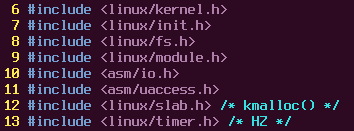 6 #include <linux/kernel.h>
7 #include <linux/init.h>
8 #include <linux/fs.h>
9 #include <linux/module.h>
10 #include <asm/io.h>
11 #include <asm/uaccess.h>
12 #include <linux/slab.h> /* kmalloc() */
13 #include <linux/timer.h> /* HZ */